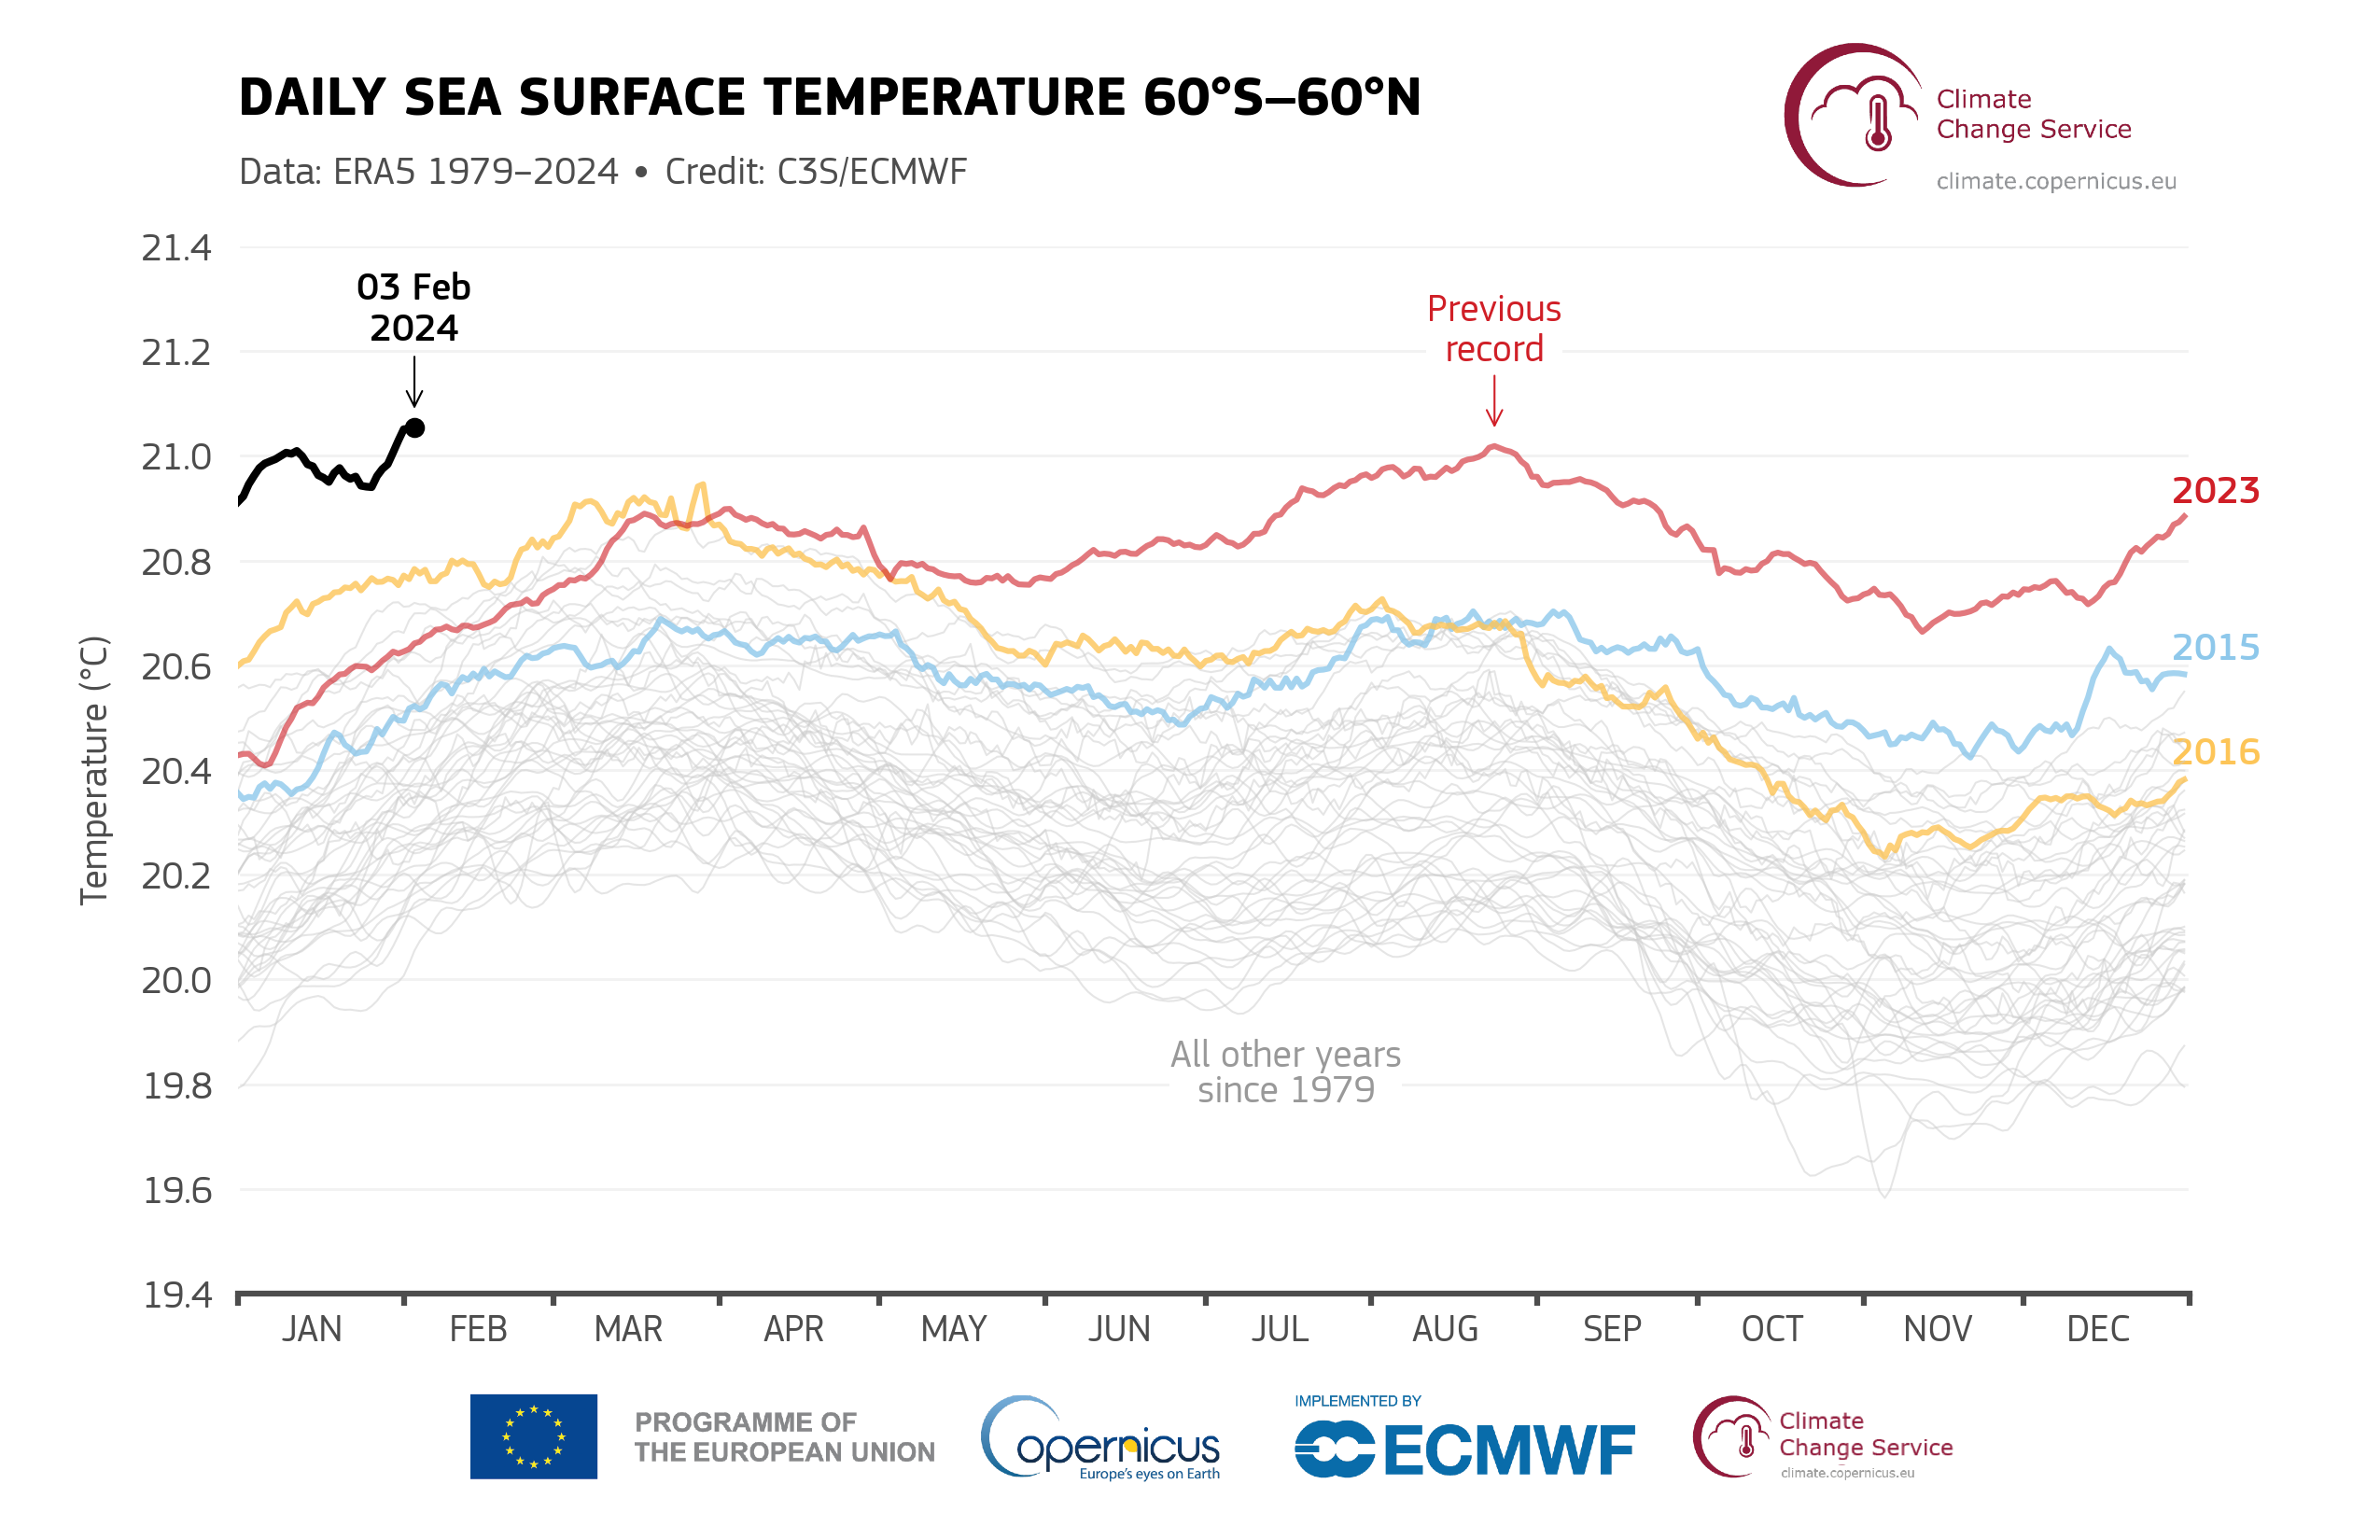 DAILY SEA SURFACE TEMPERATURE 60°S–60°N
Data: ERA5 1979–2024 • Credit: C3S/ECMWF
Climate
Change Service
climate.copernicus.eu
21.4
21.2
21.0
20.8
20.6
20.4
20.2
20.0
19.8
19.6
19.4
Temperature (°C)
03 Feb
2024
Previous
record
2023
2015
2016
All other years
since 1979
JAN FEB MAR APR MAY JUN JUL AUG SEP OCT NOV DEC
PROGRAMME OF
THE EUROPEAN UNION
opernicus
Europe's eyes on Earth
IMPLEMENTED BY
ECMWF
Climate
Change Service
climate.copernicus.eu